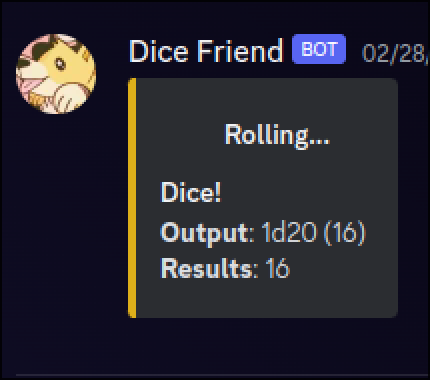 Dice Friend BOT 02/28,
Rolling...
Dice!
Output: 1d20 (16)
Results: 16